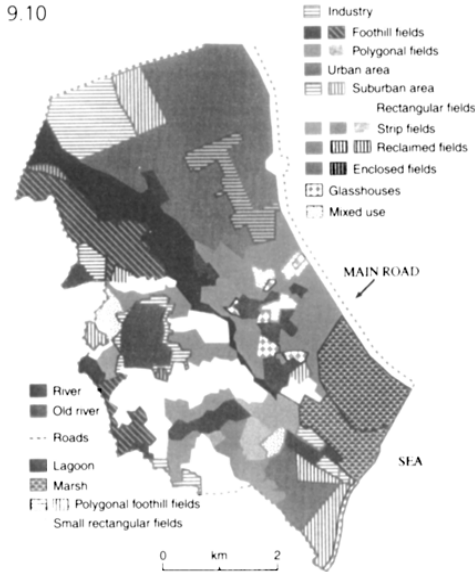 9.10
Industry
Foothill fields
Polygonal fields
Urban area
Suburban area
Rectangular fields
Strip fields
Reclaimed fields
Enclosed fields
Glasshouses
Mixed use
MAIN ROAD
River
Old river
Roads
Lagoon
Marsh
Polygonal foothill fields
Small rectangular fields
SEA
0 km 2